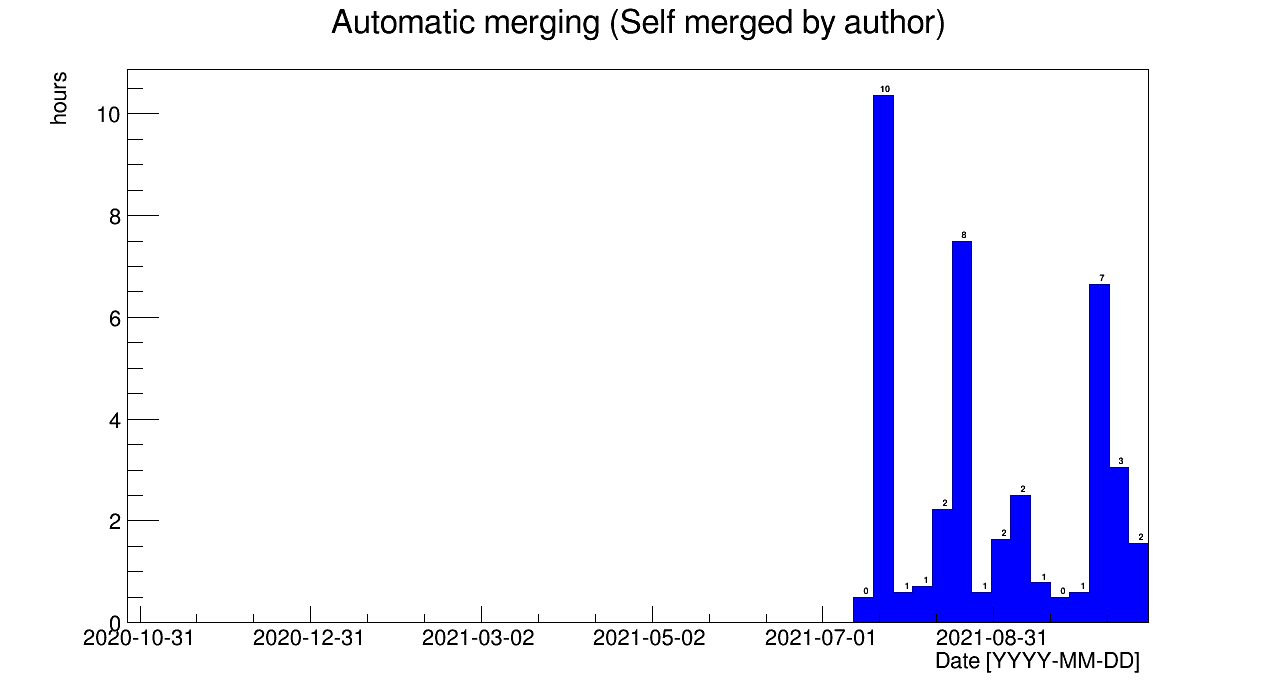 Automatic merging (Self merged by author)
hours
10
8
6
4
2
0
0 10 1 1 2 8 1 2 2 1 0 1 7 3 2
2020-10-31 2020-12-31 2021-03-02 2021-05-02 2021-07-01 2021-08-31
Date [YYYY-MM-DD]